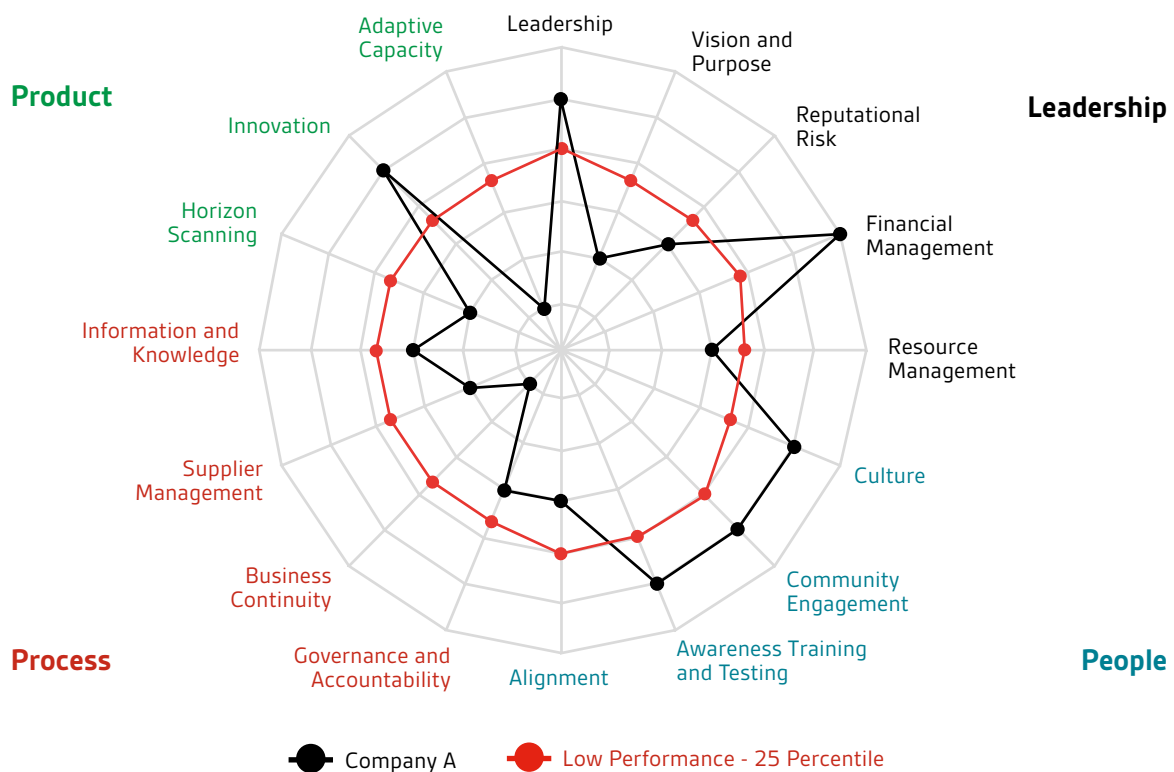 Leadership
Adaptive
Capacity
Vision and
Purpose
Product
Leadership
Innovation
Reputational
Risk
Horizon
Scanning
Financial
Management
Information and
Knowledge
Resource
Management
Supplier
Management
Culture
Business
Continuity
Community
Engagement
Process
Governance and
Accountability
Alignment
Awareness Training
and Testing
People
Company A
Low Performance - 25 Percentile